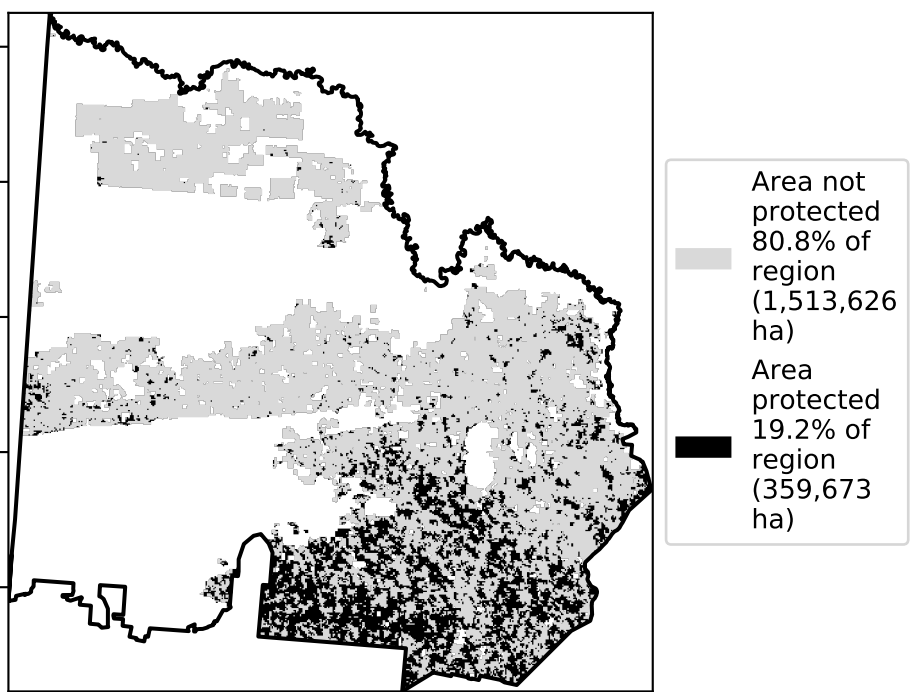 Area not
protected
80.8% of
region
(1,513,626
ha)
Area
protected
19.2% of
region
(359,673
ha)